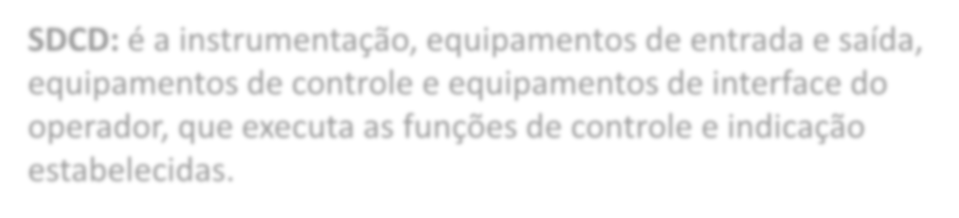 SDCD: é a instrumentação, equipamentos de entrada e saída,
equipamentos de controle e equipamentos de interface do
operador, que executa as funções de controle e indicação
estabelecidas.